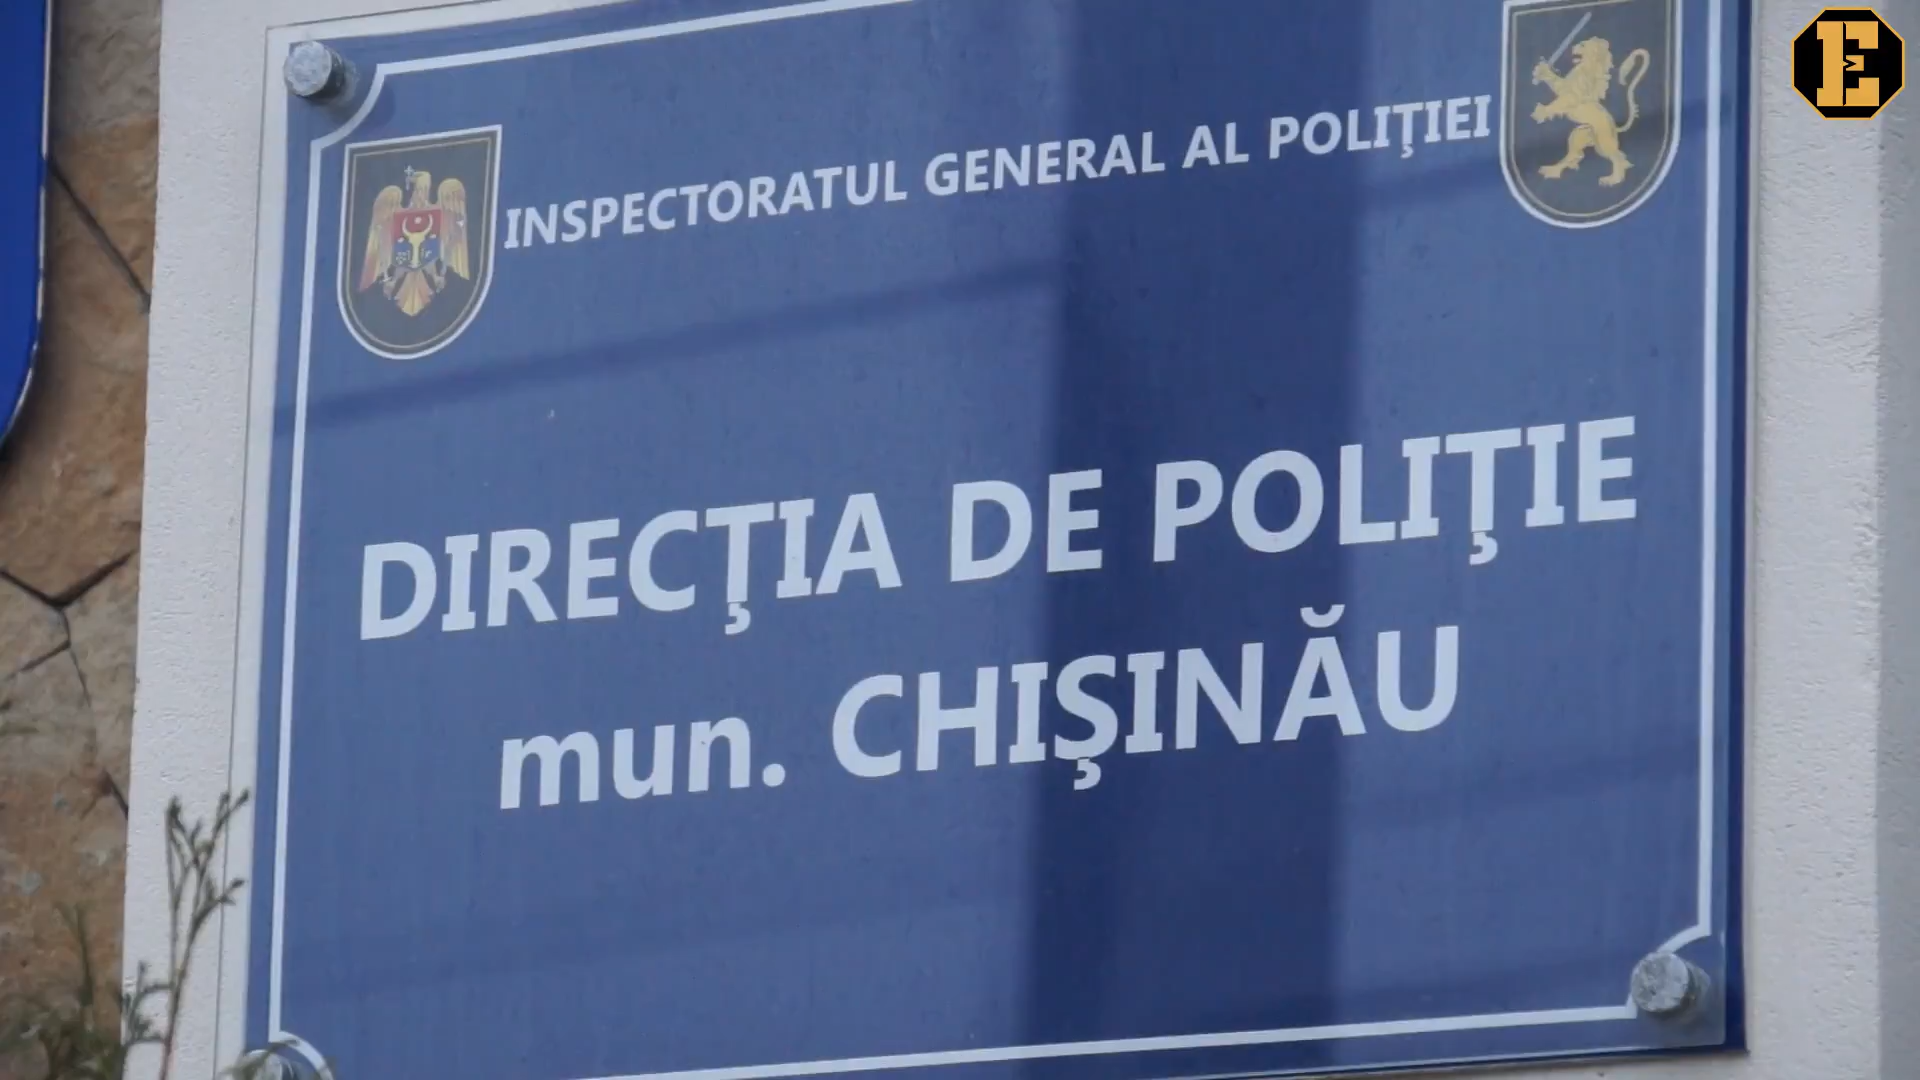 E
INSPECTORATUL GENERAL AL POLIŢIEI
DIRECŢIA DE POLIŢIE
mun. CHIŞINĂU